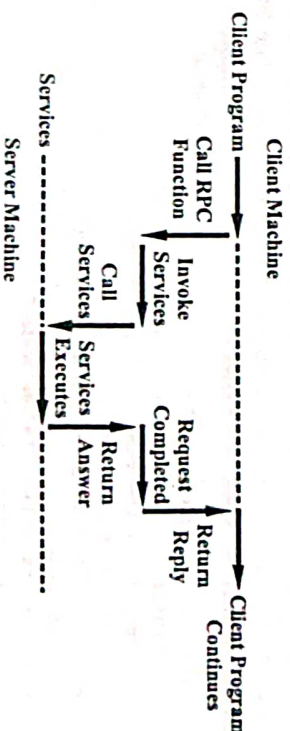 Client Machine
Client Program
Client Program
Continues
Call RPC
Function
Return
Reply
Invoke
Services
Request
Completed
Call
Services
Return
Answer
Services
Executes
Services
Server Machine